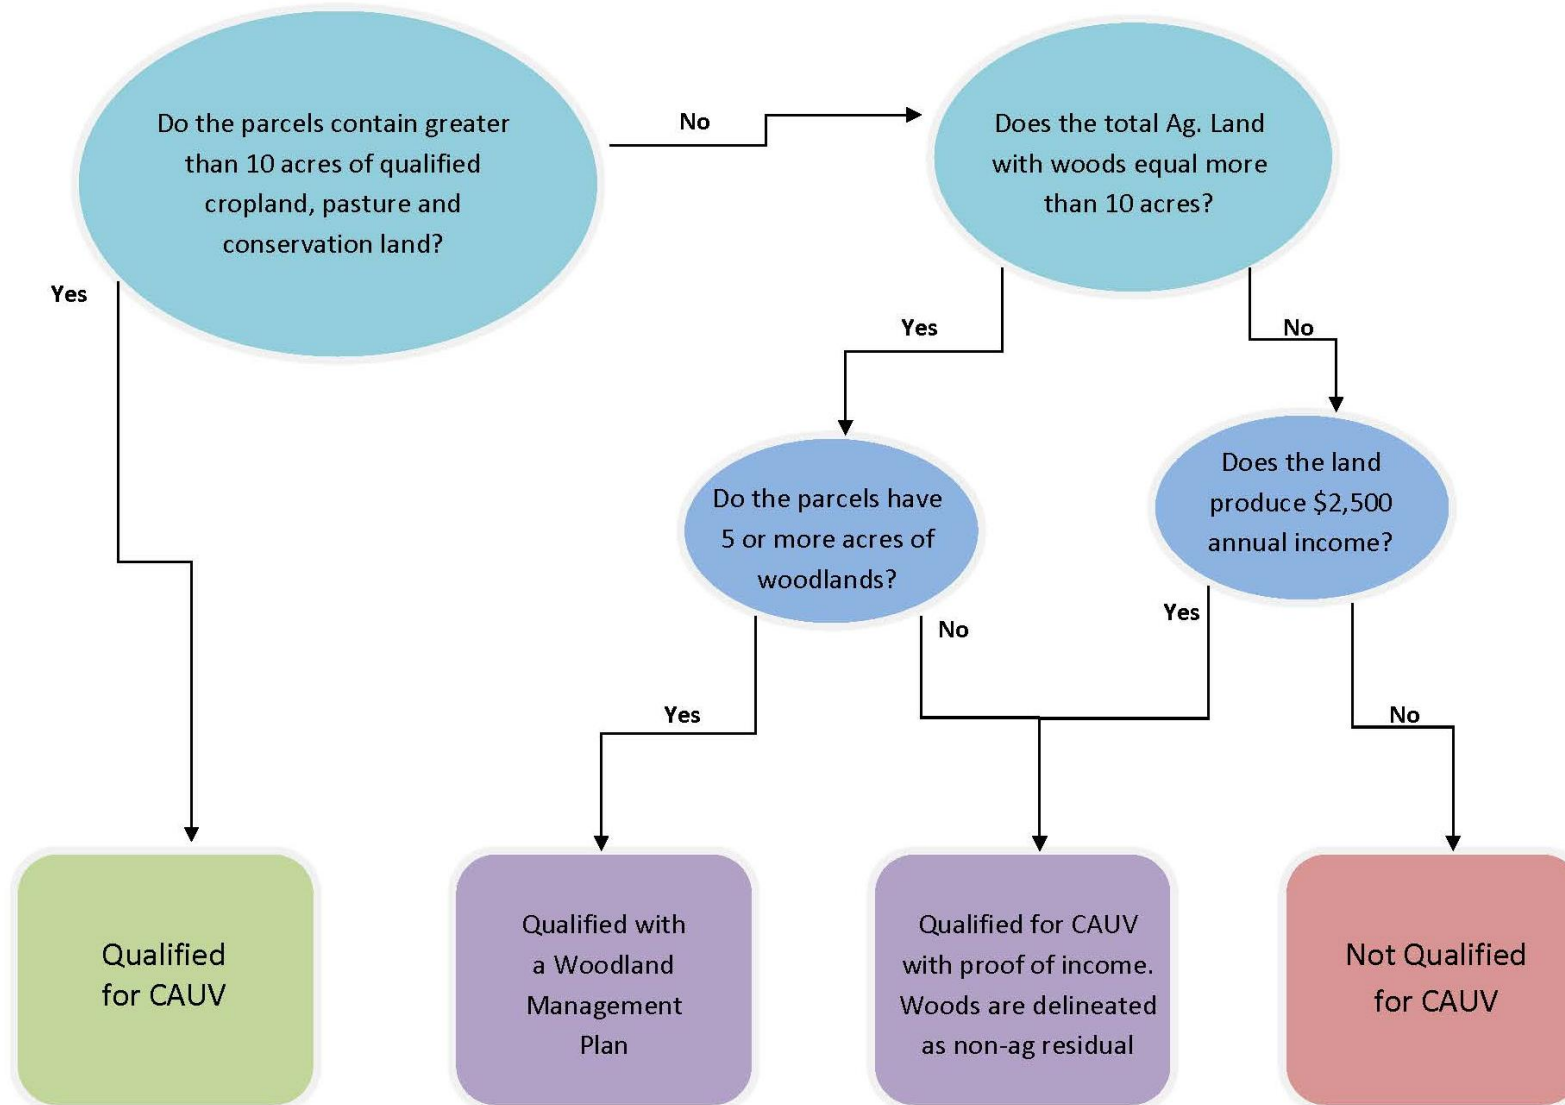 Do the parcels contain greater
than 10 acres of qualified
cropland, pasture and
conservation land?
No
Does the total Ag. Land
with woods equal more
than 10 acres?
Yes
Yes
No
Do the parcels have
5 or more acres of
woodlands?
Does the land
produce $2,500
annual income?
Yes
No
Yes
No
Qualified
for CAUV
Qualified with
a Woodland
Management
Plan
Qualified for CAUV
with proof of income.
Woods are delineated
as non-ag residual
Not Qualified
for CAUV